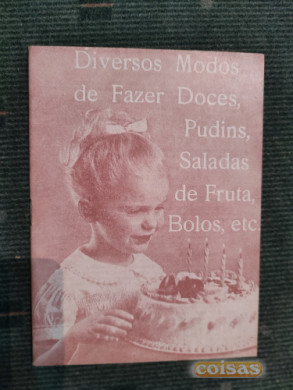 Diversos Modos
de Fazer Doces,
Pudins,
Saladas
de Fruta,
Bolos, etc
coisas